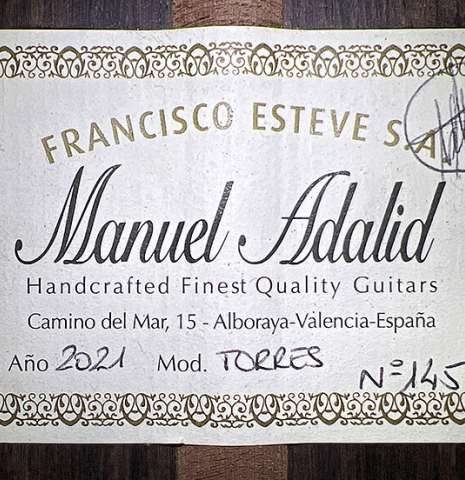 FRANCISCO ESTEVE S.A.
Manuel Adalid
Handcrafted Finest Quality Guitars
Camino del Mar, 15 - Alboraya-Valencia-España
Año 2021 Mod. TORRES
Nº 145